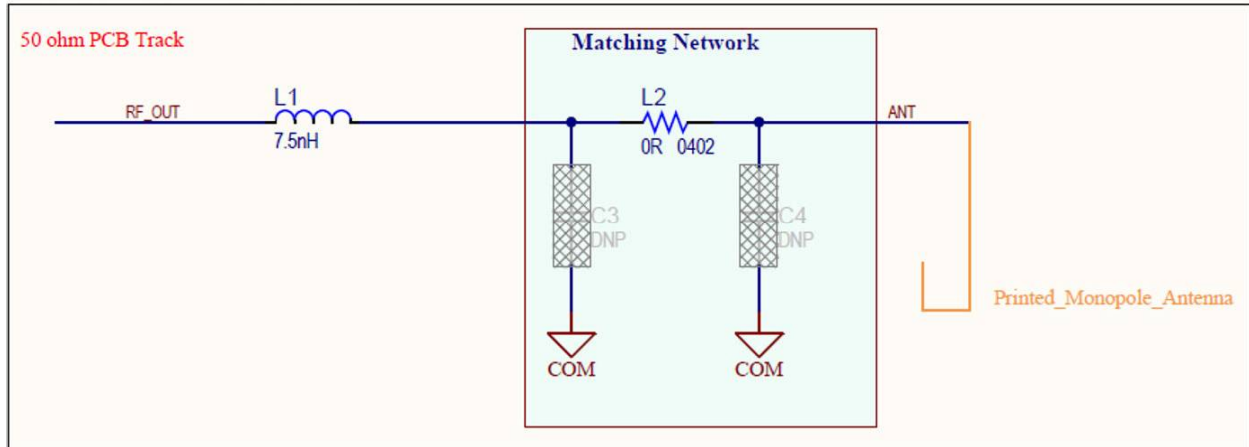 50 ohm PCB Track
Matching Network
RF_OUT
L1
7.5nH
L2
0R 0402
ANT
C3
DNP
C4
DNP
COM
COM
Printed_Monopole_Antenna